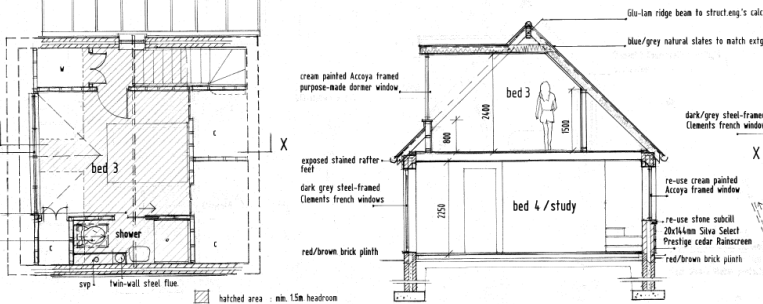 Glu-lam ridge beam to struct.eng.'s calc
blue/grey natural slates to match extg
cream painted Accoya framed
purpose-made dormer window
dark/grey steel-framed
Clements french window
exposed stained rafter
feet
dark grey steel-framed
Clements french windows
red/brown brick plinth
re-use cream painted
Accoya framed window
re-use stone subcill
20x144mm Silva Select
Prestige cedar Rainscreen
red/brown brick plinth
bed 3
2400
800
1500
bed 4/study
2250
X
X
w
c
bed 3
c
shower
c
svp
twin-wall steel flue.
hatched area : min. 1.5m. headroom